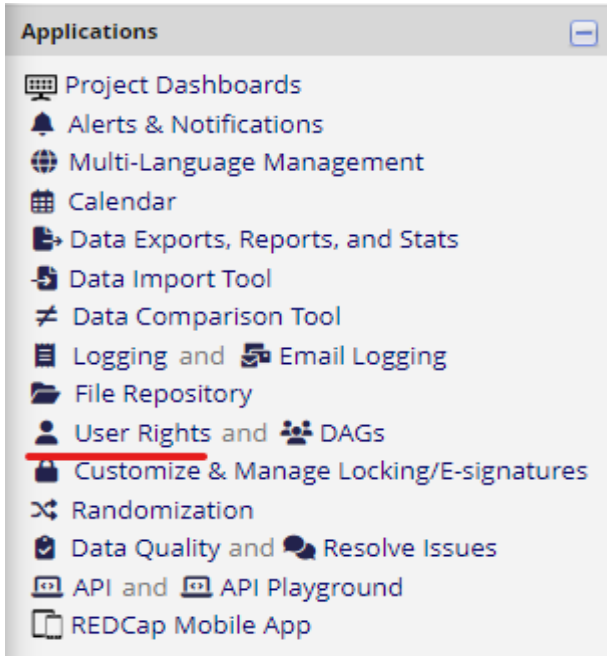 Applications
Project Dashboards
Alerts & Notifications
Multi-Language Management
Calendar
Data Exports, Reports, and Stats
Data Import Tool
Data Comparison Tool
Logging and Email Logging
File Repository
User Rights and DAGs
Customize & Manage Locking/E-signatures
Randomization
Data Quality and Resolve Issues
API and API Playground
REDCap Mobile App